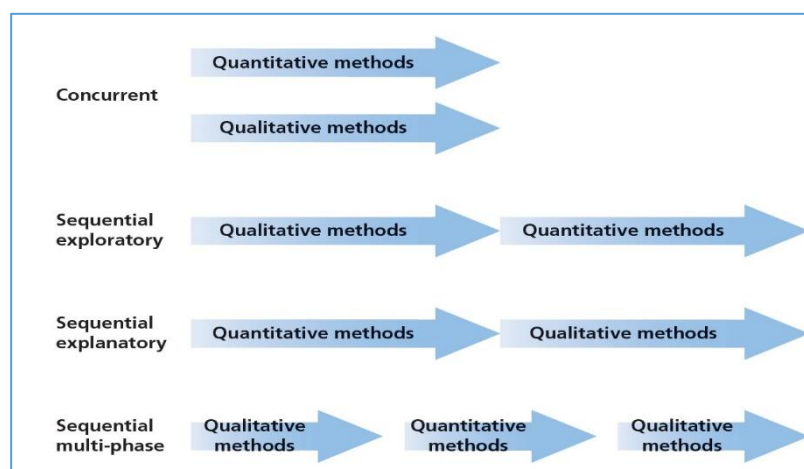 Concurrent
Quantitative methods
Qualitative methods
Sequential
exploratory
Qualitative methods
Quantitative methods
Sequential
explanatory
Quantitative methods
Qualitative methods
Sequential
multi-phase
Qualitative
methods
Quantitative
methods
Qualitative
methods